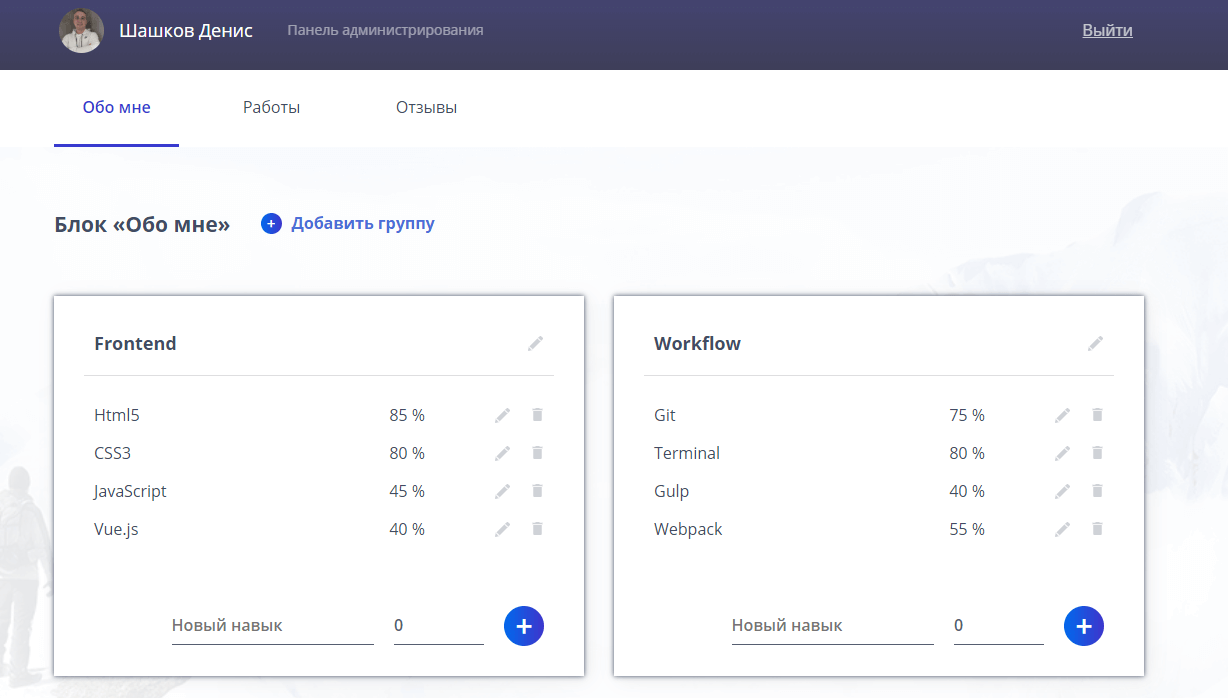 Шашков Денис Панель администрирования Выйти
Обо мне Работы Отзывы
Блок «Обо мне» + Добавить группу
Frontend
Html5 85 %
CSS3 80 %
JavaScript 45 %
Vue.js 40 %
Новый навык 0 +
Workflow
Git 75 %
Terminal 80 %
Gulp 40 %
Webpack 55 %
Новый навык 0 +